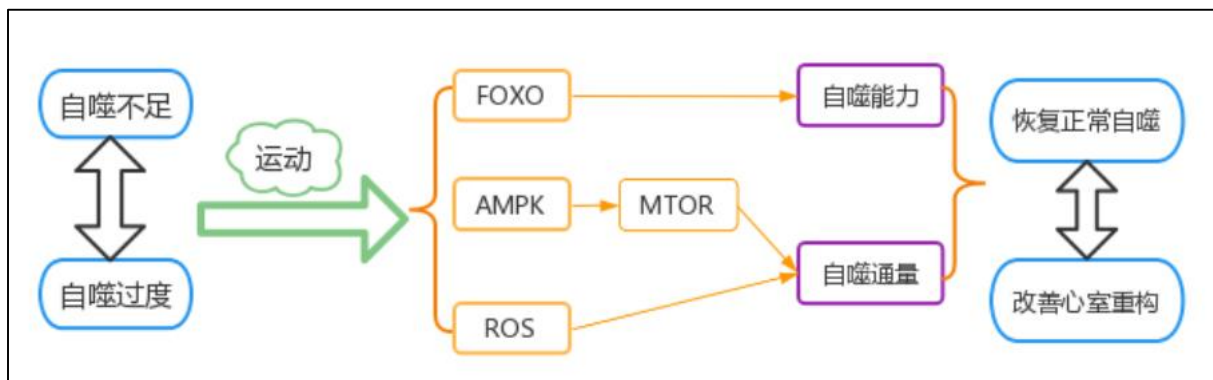 自噬不足
自噬过度
运动
FOXO
AMPK
MTOR
ROS
自噬能力
自噬通量
恢复正常自噬
改善心室重构